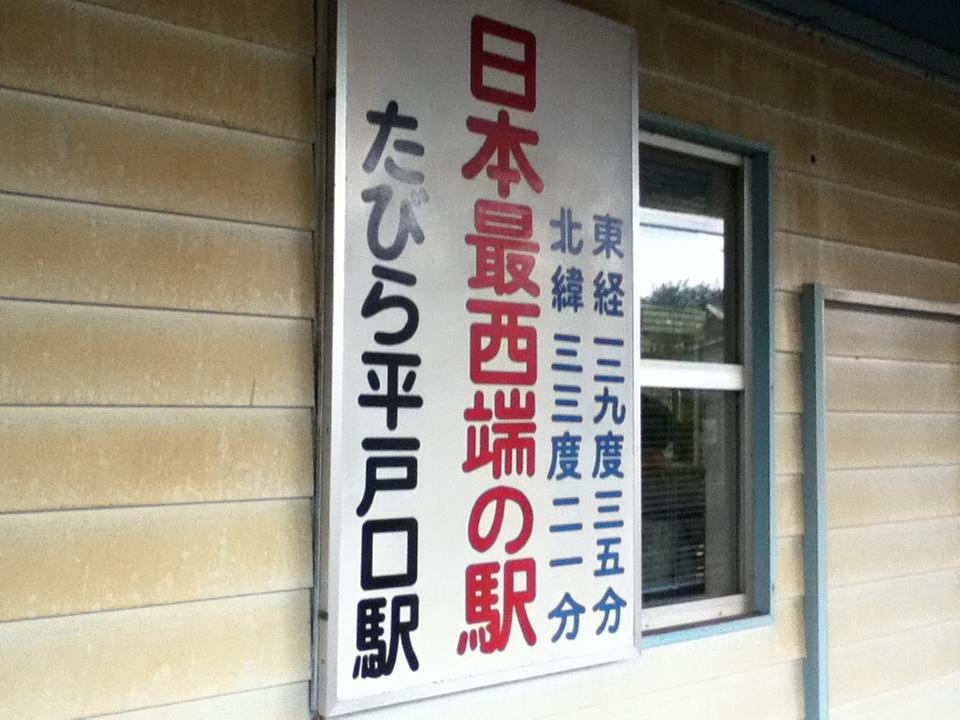 東経一二九度三五分
北緯三三度二一分
日本最西端の駅
たびら平戸口駅